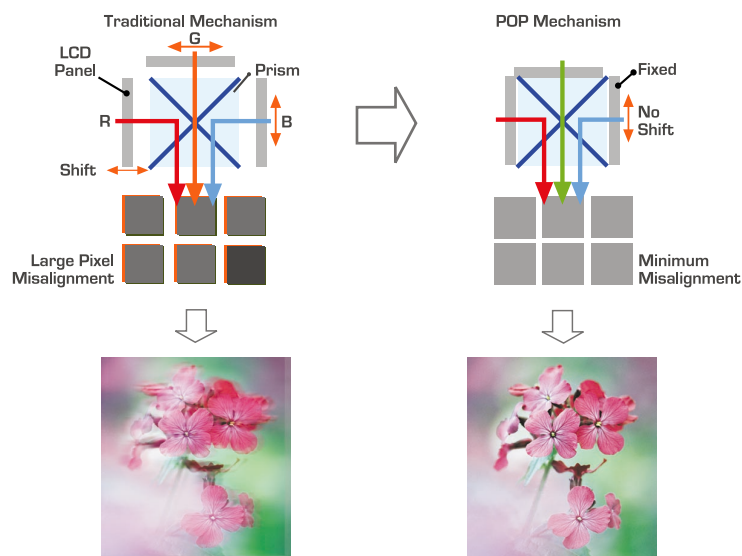 Traditional Mechanism
G
LCD
Panel
Prism
R
B
Shift
Large Pixel
Misalignment
POP Mechanism
Fixed
No
Shift
Minimum
Misalignment